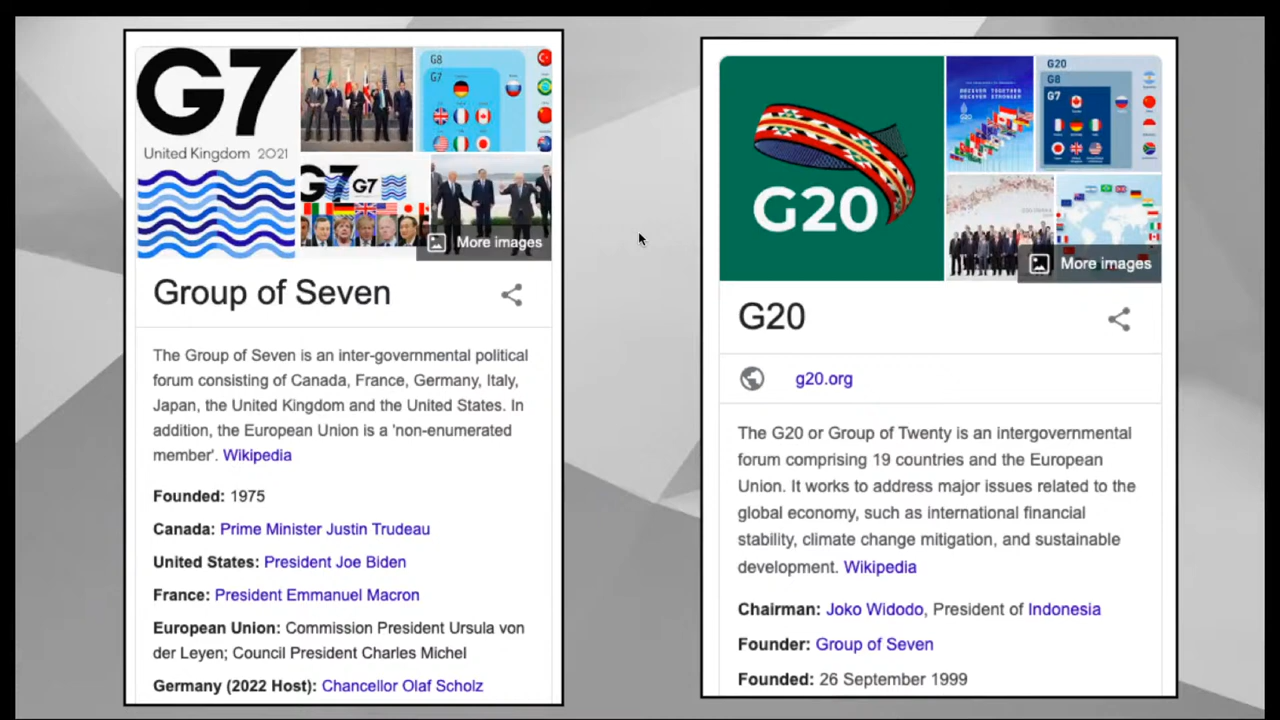 G7
United Kingdom 2021
G8
G7
G7
G7
More images
Group of Seven
The Group of Seven is an inter-governmental political
forum consisting of Canada, France, Germany, Italy,
Japan, the United Kingdom and the United States. In
addition, the European Union is a 'non-enumerated
member'. Wikipedia
Founded: 1975
Canada: Prime Minister Justin Trudeau
United States: President Joe Biden
France: President Emmanuel Macron
European Union: Commission President Ursula von
der Leyen; Council President Charles Michel
Germany (2022 Host): Chancellor Olaf Scholz
G20
RECOVER TOGETHER
RECOVER STRONGER
G20
G20
G8
G7
More images
G20
g20.org
The G20 or Group of Twenty is an intergovernmental
forum comprising 19 countries and the European
Union. It works to address major issues related to the
global economy, such as international financial
stability, climate change mitigation, and sustainable
development. Wikipedia
Chairman: Joko Widodo, President of Indonesia
Founder: Group of Seven
Founded: 26 September 1999